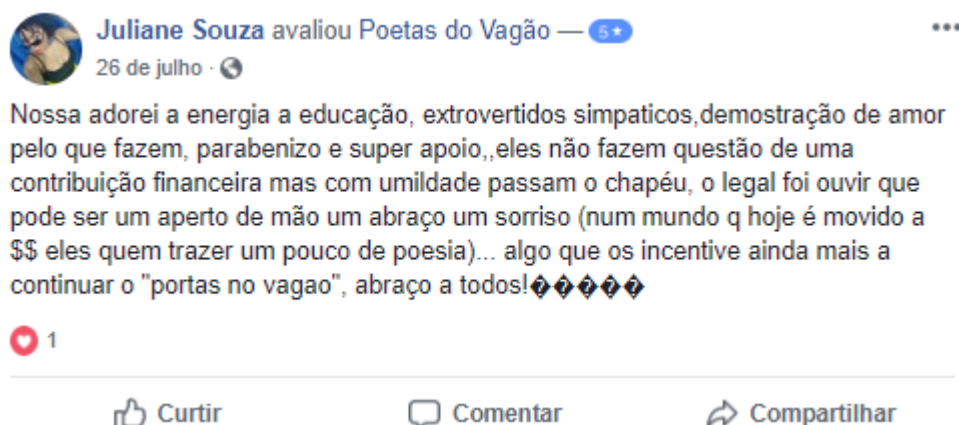 Juliane Souza avaliou Poetas do Vagão — 5★
26 de julho ·
Nossa adorei a energia a educação, extrovertidos simpaticos,demostração de amor
pelo que fazem, parabenizo e super apoio,,eles não fazem questão de uma
contribuição financeira mas com umildade passam o chapéu, o legal foi ouvir que
pode ser um aperto de mão um abraço um sorriso (num mundo q hoje é movido a
$$ eles quem trazer um pouco de poesia)... algo que os incentive ainda mais a
continuar o "portas no vagao", abraço a todos!�����
1
Curtir Comentar Compartilhar